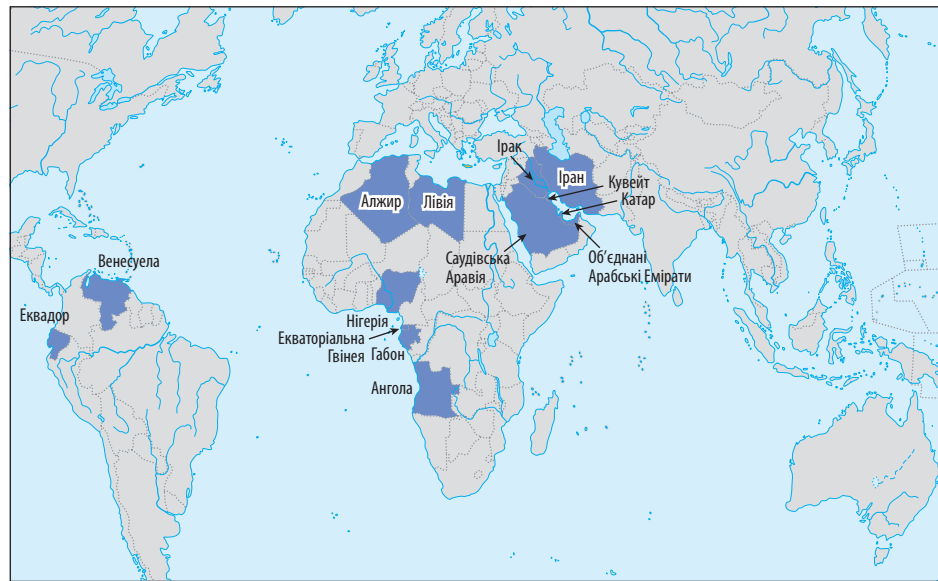 Ірак
Іран
Кувейт
Катар
Алжир
Лівія
Саудівська
Аравія
Об’єднані
Арабські Емірати
Венесуела
Еквадор
Нігерія
Екваторіальна
Гвінея
Габон
Ангола